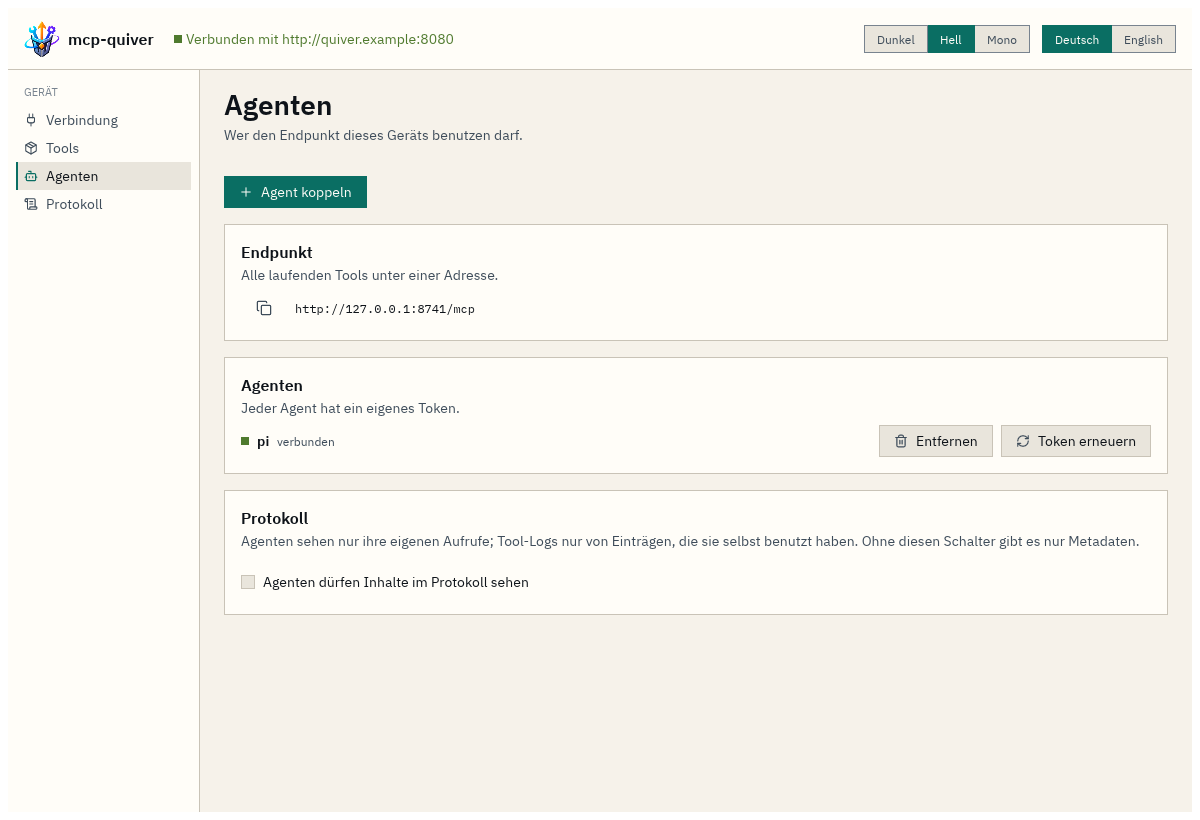 mcp-quiver
Verbunden mit http://quiver.example:8080
Dunkel
Hell
Mono
Deutsch
English
GERÄT
Verbindung
Tools
Agenten
Protokoll
Agenten
Wer den Endpunkt dieses Geräts benutzen darf.
Agent koppeln
Endpunkt
Alle laufenden Tools unter einer Adresse.
http://127.0.0.1:8741/mcp
Agenten
Jeder Agent hat ein eigenes Token.
pi verbunden
Entfernen
Token erneuern
Protokoll
Agenten sehen nur ihre eigenen Aufrufe; Tool-Logs nur von Einträgen, die sie selbst benutzt haben. Ohne diesen Schalter gibt es nur Metadaten.
Agenten dürfen Inhalte im Protokoll sehen